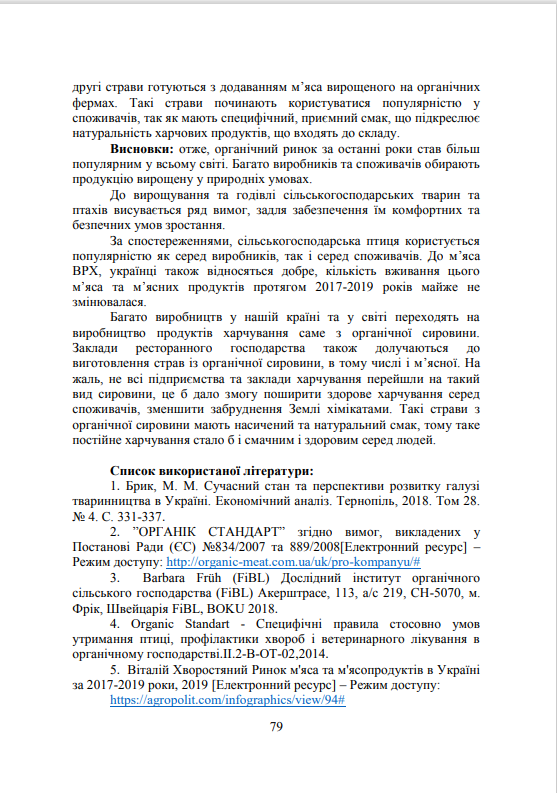 другі страви готуються з додаванням м’яса вирощеного на органічних
фермах. Такі страви починають користуватися популярністю у
споживачів, так як мають специфічний, приємний смак, що підкреслює
натуральність харчових продуктів, що входять до складу.
Висновки: отже, органічний ринок за останні роки став більш
популярним у всьому світі. Багато виробників та споживачів обирають
продукцію вирощену у природніх умовах.
До вирощування та годівлі сільськогосподарських тварин та
птахів висувається ряд вимог, задля забезпечення їм комфортних та
безпечних умов зростання.
За спостереженнями, сільськогосподарська птиця користується
популярністю як серед виробників, так і серед споживачів. До м’яса
ВРХ, українці також відносяться добре, кількість вживання цього
м’яса та м’ясних продуктів протягом 2017-2019 років майже не
змінювалася.
Багато виробництв у нашій країні та у світі переходять на
виробництво продуктів харчування саме з органічної сировини.
Заклади ресторанного господарства також долучаються до
виготовлення страв із органічної сировини, в тому числі і м’ясної. На
жаль, не всі підприємства та заклади харчування перейшли на такий
вид сировини, це б дало змогу поширити здорове харчування серед
споживачів, зменшити забруднення Землі хімікатами. Такі страви з
органічної сировини мають насичений та натуральний смак, тому таке
постійне харчування стало б і смачним і здоровим серед людей.
Список використаної літератури:
1. Брик, М. М. Сучасний стан та перспективи розвитку галузі
тваринництва в Україні. Економічний аналіз. Тернопіль, 2018. Том 28.
№ 4. С. 331-337.
2. ”ОРГАНІК СТАНДАРТ” згідно вимог, викладених у
Постанові Ради (ЄС) №834/2007 та 889/2008[Електронний ресурс] –
Режим доступу: http://organic-meat.com.ua/uk/pro-kompanyu/#
3. Barbara Früh (FiBL) Дослідний інститут органічного
сільського господарства (FiBL) Акерштрасе, 113, а/с 219, CH-5070, м.
Фрік, Швейцарія FiBL, BOKU 2018.
4. Organic Standart - Специфічні правила стосовно умов
утримання птиці, профілактики хвороб і ветеринарного лікування в
органічному господарстві.ІІ.2-В-ОТ-02,2014.
5. Віталій Хворостяний Ринок м'яса та м'ясопродуктів в Україні
за 2017-2019 роки, 2019 [Електронний ресурс] – Режим доступу:
https://agropolit.com/infographics/view/94#
79